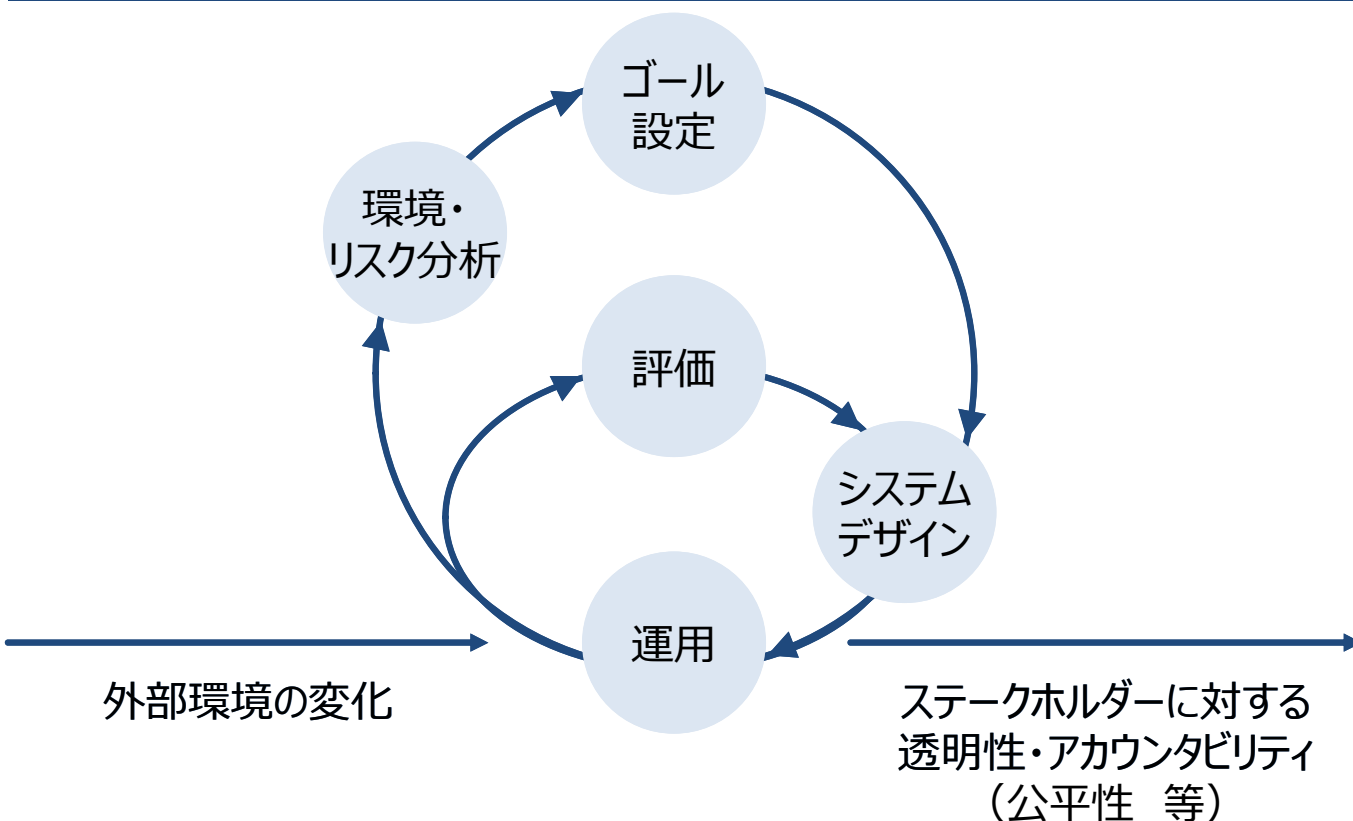 ゴール
設定
環境・
リスク分析
評価
システム
デザイン
運用
外部環境の変化
ステークホルダーに対する
透明性・アカウンタビリティ
（公平性　等）